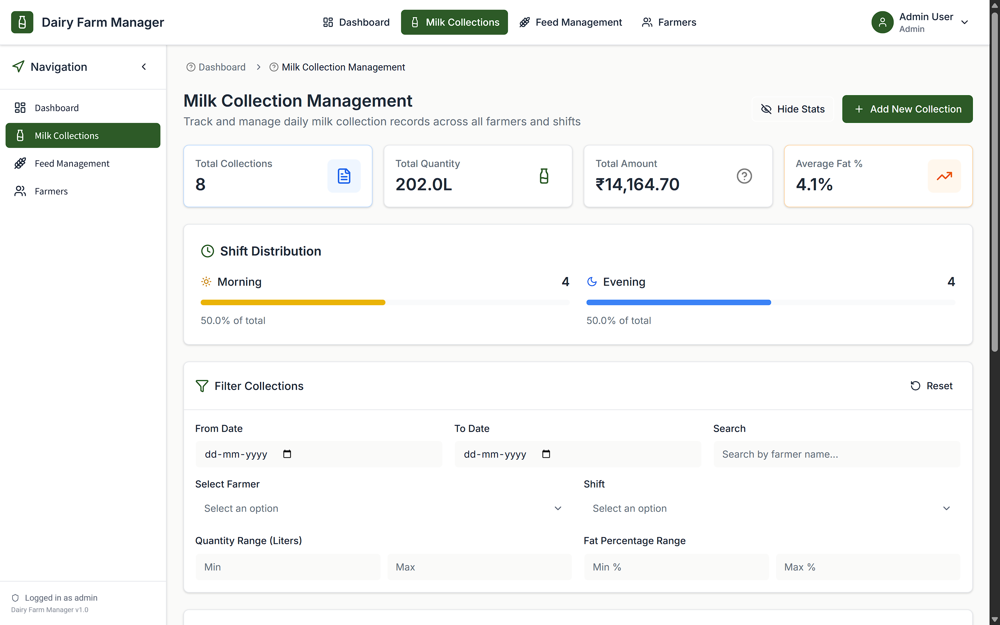 Dairy Farm Manager
Dashboard
Milk Collections
Feed Management
Farmers
Admin User
Admin
Navigation
Dashboard
Milk Collections
Feed Management
Farmers
Logged in as admin
Dairy Farm Manager v1.0
Dashboard
Milk Collection Management
Milk Collection Management
Track and manage daily milk collection records across all farmers and shifts
Hide Stats
Add New Collection
Total Collections
8
Total Quantity
202.0L
Total Amount
₹14,164.70
Average Fat %
4.1%
Shift Distribution
Morning
4
50.0% of total
Evening
4
50.0% of total
Filter Collections
Reset
From Date
dd-mm-yyyy
To Date
dd-mm-yyyy
Search
Search by farmer name...
Select Farmer
Select an option
Shift
Select an option
Quantity Range (Liters)
Min
Max
Fat Percentage Range
Min %
Max %